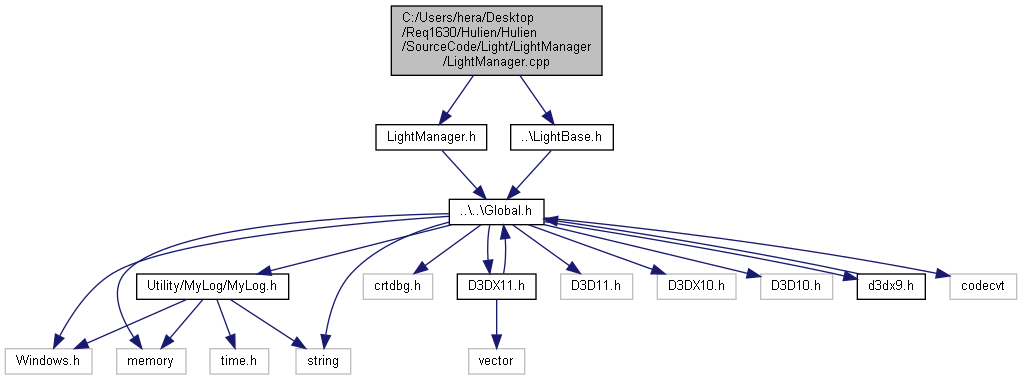 C:/Users/hera/Desktop
/Req1630/Hulien/Hulien
/SourceCode/Light/LightManager
/LightManager.cpp
LightManager.h
..\LightBase.h
..\..\Global.h
Utility/MyLog/MyLog.h
crtdbg.h
D3DX11.h
D3D11.h
D3DX10.h
D3D10.h
d3dx9.h
codecvt
Windows.h
memory
time.h
string
vector